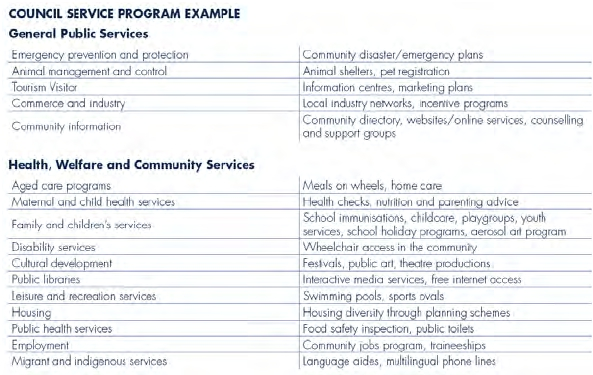 COUNCIL SERVICE PROGRAM EXAMPLE
General Public Services
Emergency prevention and protection Community disaster/emergency plans
Animal management and control Animal shelters, pet registration
Tourism Visitor Information centres, marketing plans
Commerce and industry Local industry networks, incentive programs
Community information Community directory, websites/online services, counselling
and support groups
Health, Welfare and Community Services
Aged care programs Meals on wheels, home care
Maternal and child health services Health checks, nutrition and parenting advice
Family and children's services School immunisations, childcare, playgroups, youth
services, school holiday programs, aerosol art program
Disability services Wheelchair access in the community
Cultural development Festivals, public art, theatre productions
Public libraries Interactive media services, free internet access
Leisure and recreation services Swimming pools, sports ovals
Housing Housing diversity through planning schemes
Public health services Food safety inspection, public toilets
Employment Community jobs program, traineeships
Migrant and indigenous services Language aides, multilingual phone lines